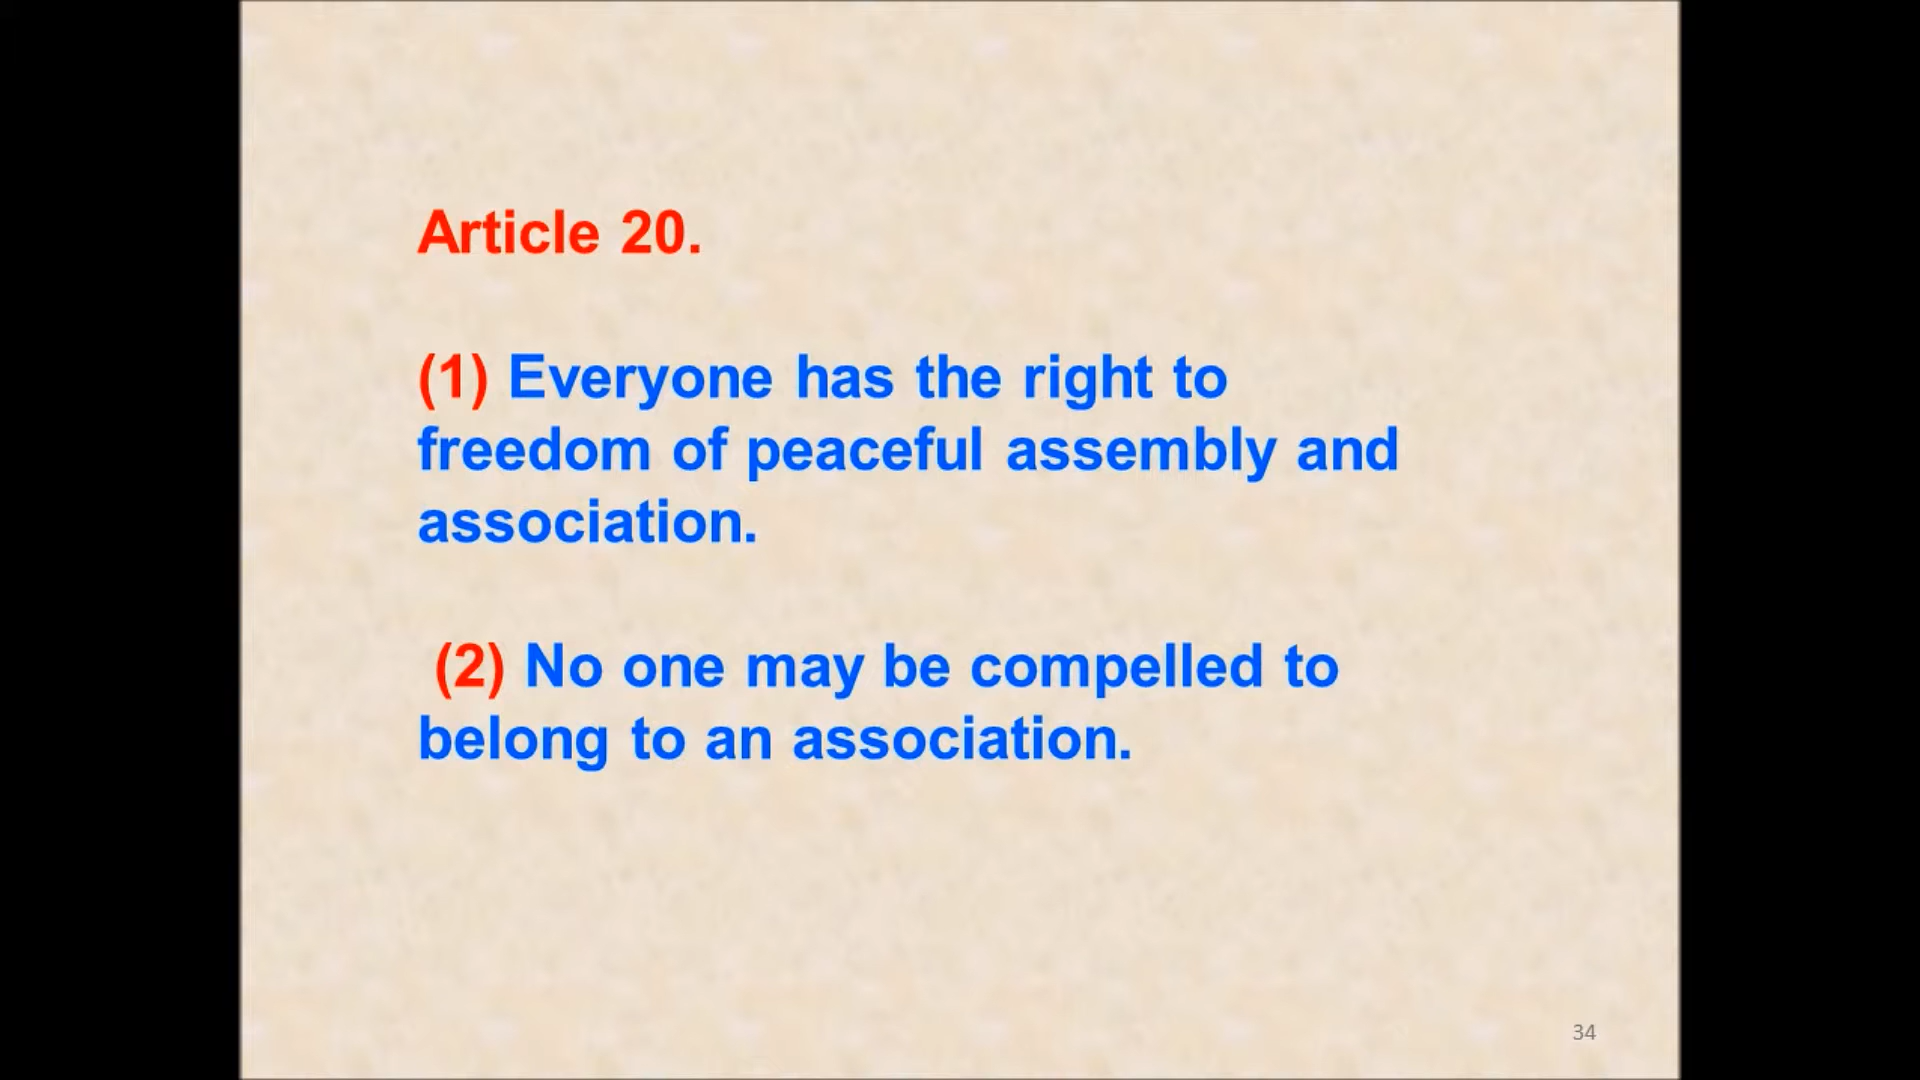 Article 20.
(1) Everyone has the right to
freedom of peaceful assembly and
association.
(2) No one may be compelled to
belong to an association.
34